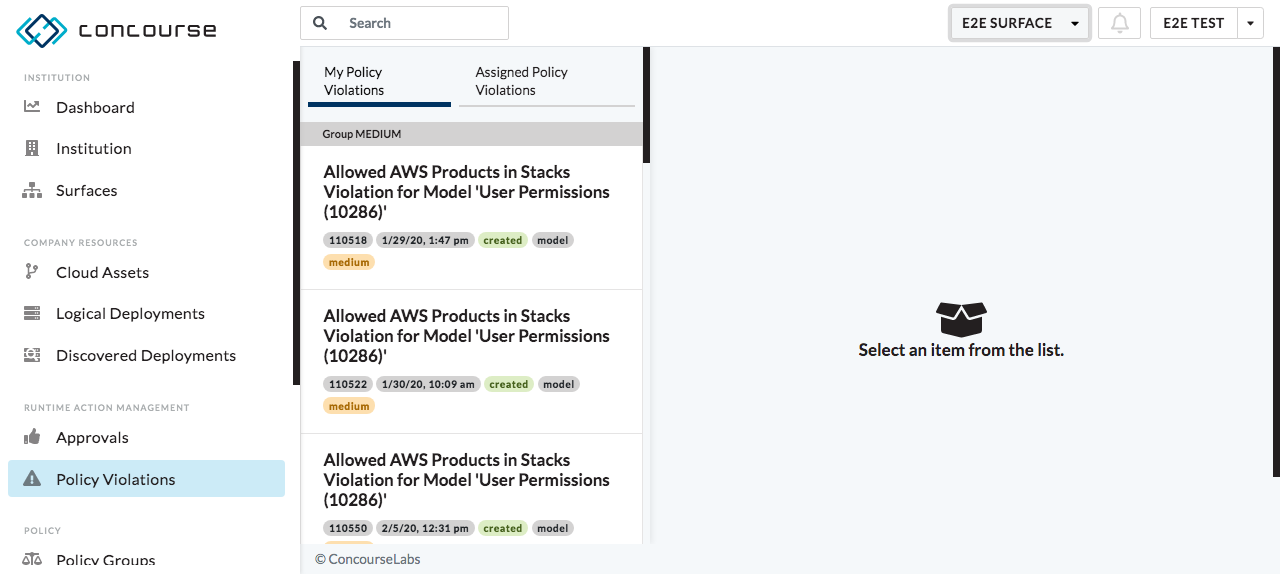 CONCOURSE
Search
E2E SURFACE
E2E TEST
INSTITUTION
Dashboard
Institution
Surfaces
COMPANY RESOURCES
Cloud Assets
Logical Deployments
Discovered Deployments
RUNTIME ACTION MANAGEMENT
Approvals
Policy Violations
POLICY
Policy Groups
My Policy
Violations
Assigned Policy
Violations
Group MEDIUM
Allowed AWS Products in Stacks
Violation for Model 'User Permissions
(10286)'
110518 1/29/20, 1:47 pm created model
medium
Allowed AWS Products in Stacks
Violation for Model 'User Permissions
(10286)'
110522 1/30/20, 10:09 am created model
medium
Allowed AWS Products in Stacks
Violation for Model 'User Permissions
(10286)'
110550 2/5/20, 12:31 pm created model
© ConcourseLabs
Select an item from the list.